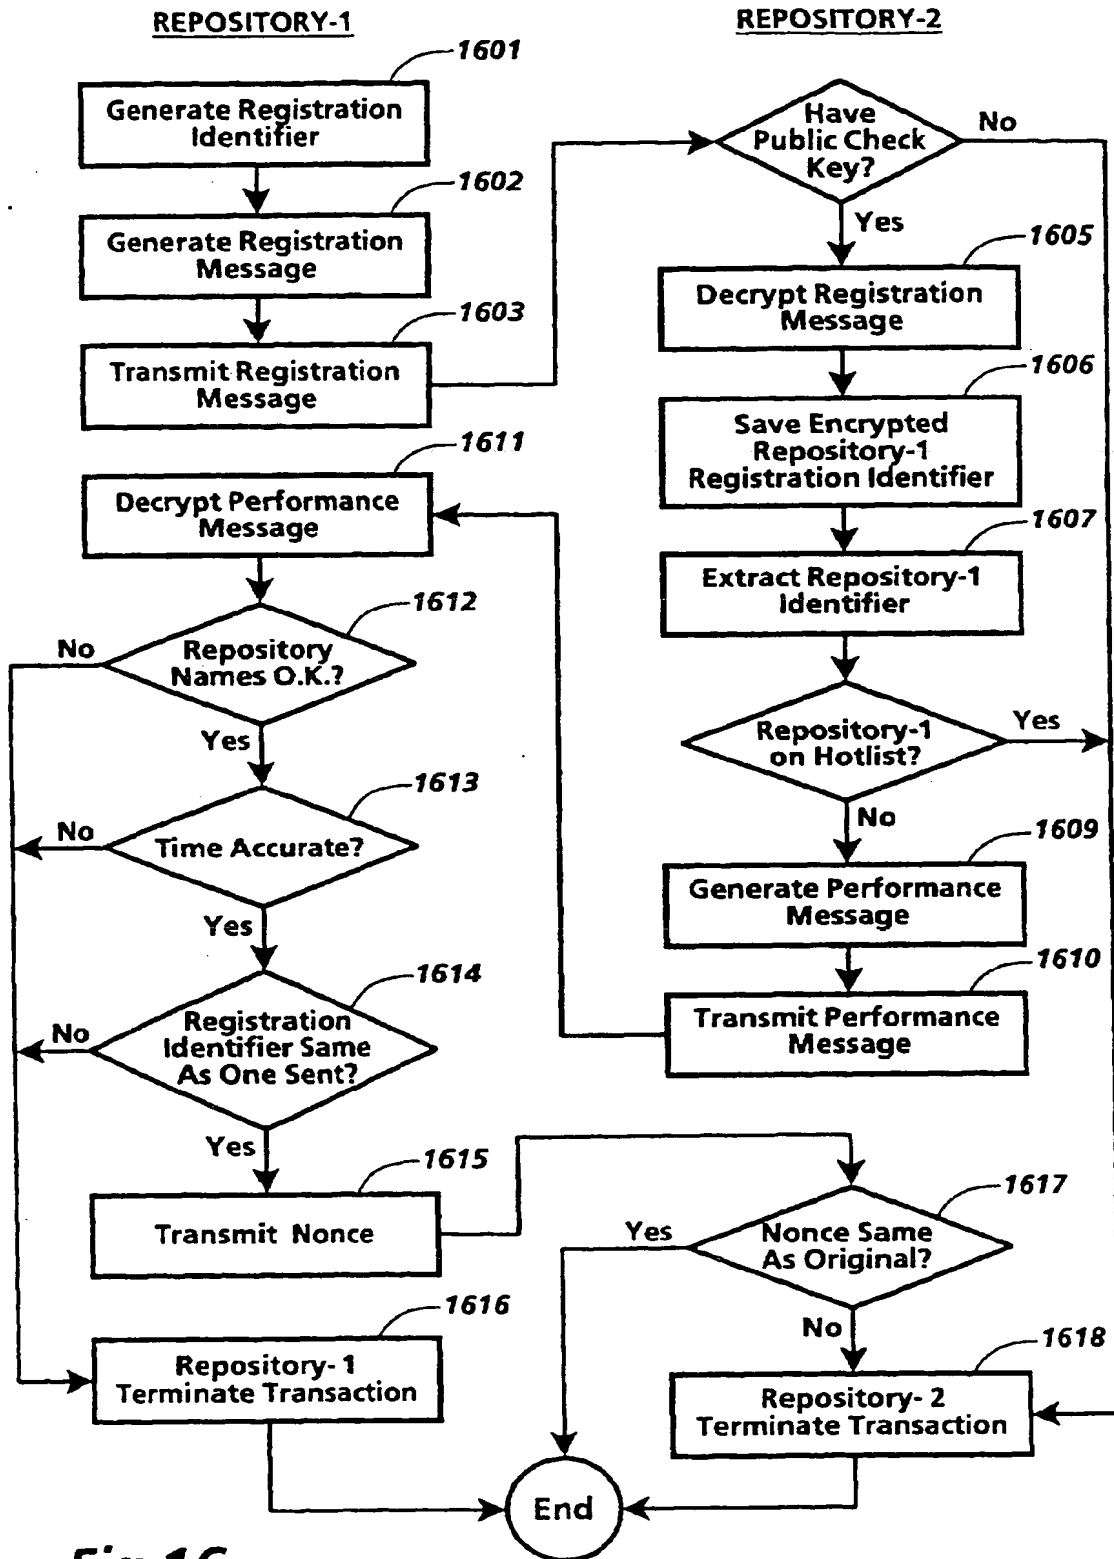 REPOSITORY-1
1601
Generate Registration
Identifier
1602
Generate Registration
Message
1603
Transmit Registration
Message
1611
Decrypt Performance
Message
1612
Repository
Names O.K.?
No
Yes
1613
Time Accurate?
No
Yes
1614
Registration
Identifier Same
As One Sent?
No
Yes
1615
Transmit Nonce
1616
Repository- 1
Terminate Transaction
REPOSITORY-2
Have
Public Check
Key?
No
Yes
1605
Decrypt Registration
Message
1606
Save Encrypted
Repository-1
Registration Identifier
1607
Extract Repository-1
Identifier
Repository-1
on Hotlist?
Yes
No
1609
Generate Performance
Message
1610
Transmit Performance
Message
1617
Nonce Same
As Original?
Yes
No
1618
Repository- 2
Terminate Transaction
End